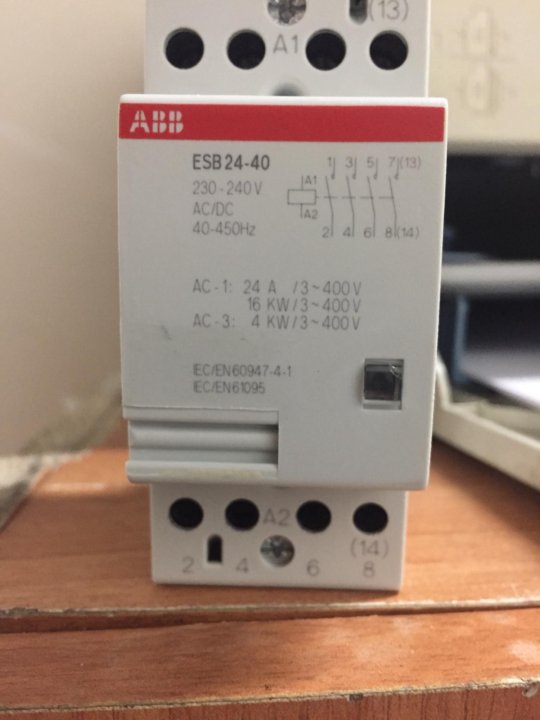 (13)
A1
ABB
ESB 24-40
230-240V
AC/DC
40-450Hz
1 3 5 7(13)
A1
A2
2 4 6 8(14)
AC-1: 24 A /3~400V
16 KW/3~400V
AC-3: 4 KW/3~400V
IEC/EN60947-4-1
IEC/EN61095
A2
(14)
2 4 6 8